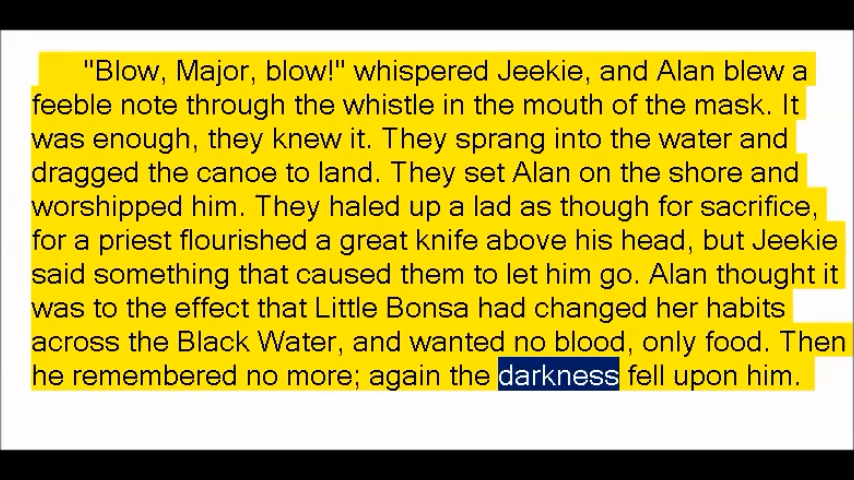 "Blow, Major, blow!" whispered Jeekie, and Alan blew a
feeble note through the whistle in the mouth of the mask. It
was enough, they knew it. They sprang into the water and
dragged the canoe to land. They set Alan on the shore and
worshipped him. They haled up a lad as though for sacrifice,
for a priest flourished a great knife above his head, but Jeekie
said something that caused them to let him go. Alan thought it
was to the effect that Little Bonsa had changed her habits
across the Black Water, and wanted no blood, only food. Then
he remembered no more; again the darkness fell upon him.